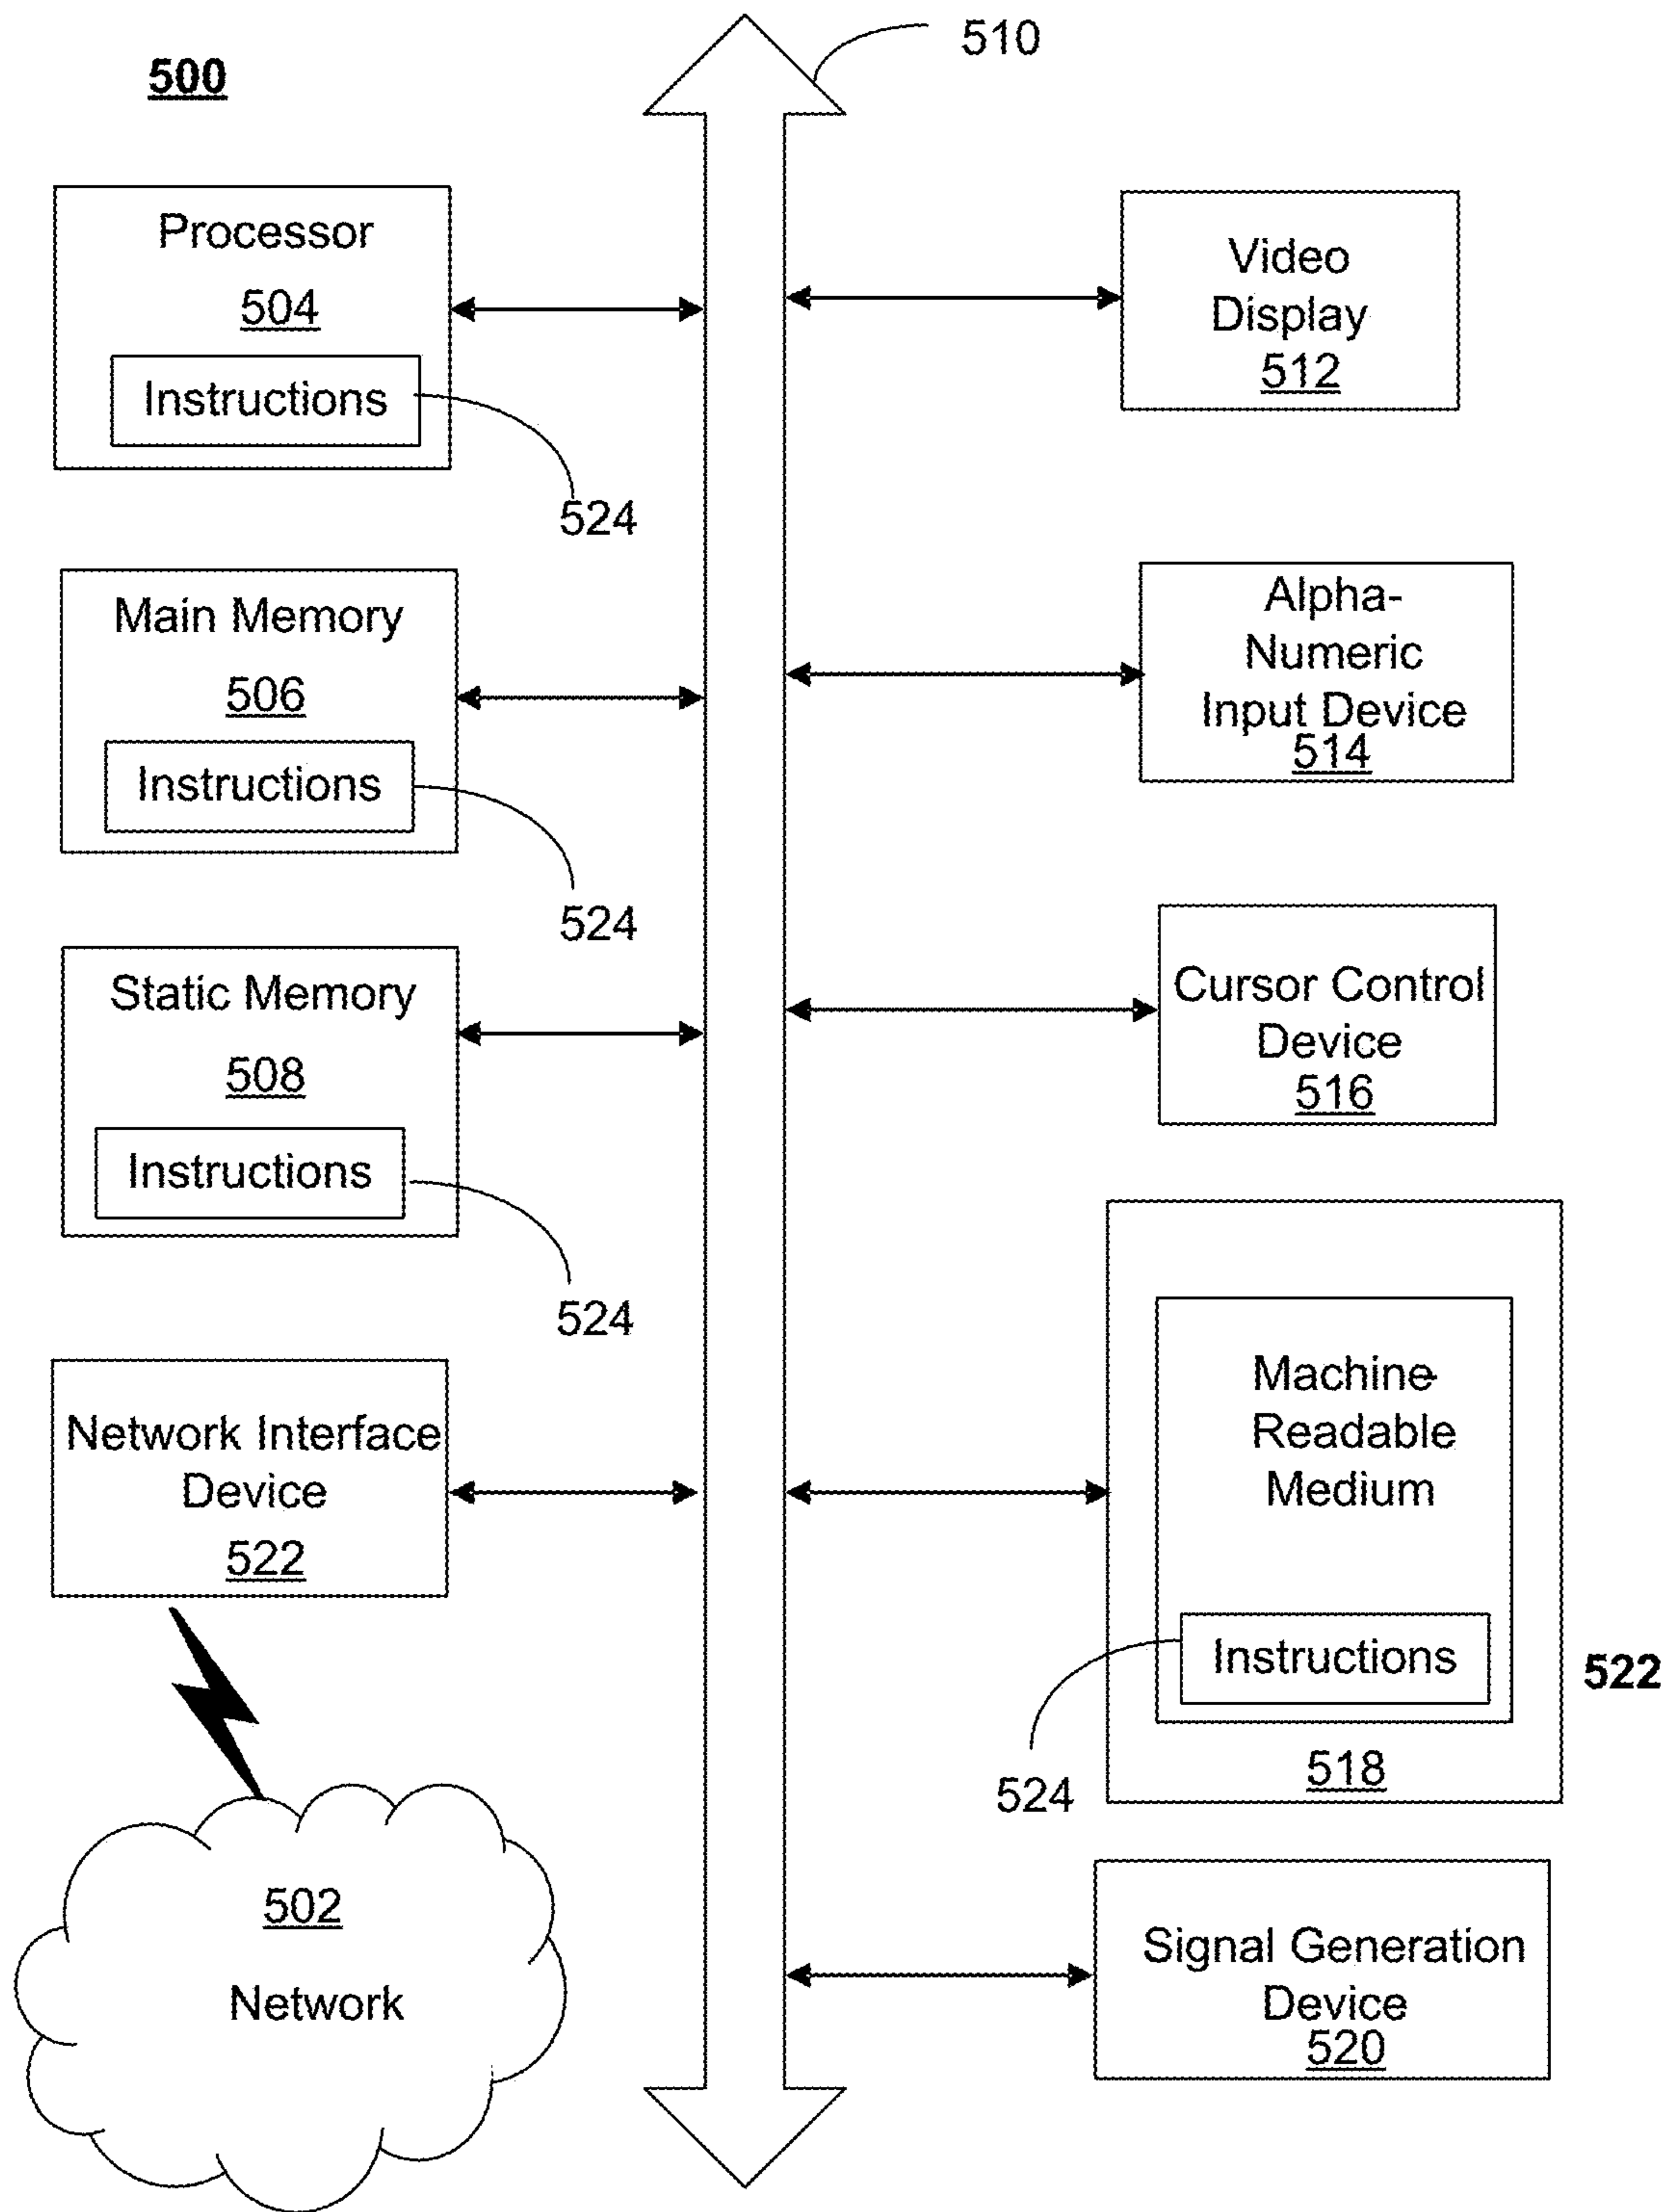 500
510
Processor
504
Instructions
524
Main Memory
506
Instructions
524
Static Memory
508
Instructions
524
Network Interface
Device
522
502
Network
Video
Display
512
Alpha-
Numeric
Input Device
514
Cursor Control
Device
516
Machine-
Readable
Medium
Instructions
524
518
522
Signal Generation
Device
520